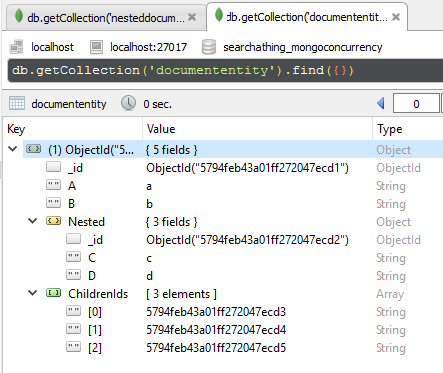 db.getCollection('nesteddocum...
db.getCollection('documententit...
localhost localhost:27017 searchathing_mongoconcurrency
db.getCollection('documententity').find({})
documententity 0 sec. 0
Key Value Type
(1) ObjectId("5... { 5 fields } Object
_id ObjectId("5794feb43a01ff272047ecd1") ObjectId
A a String
B b String
Nested { 3 fields } Object
_id ObjectId("5794feb43a01ff272047ecd2") ObjectId
C c String
D d String
ChildrenIds [ 3 elements ] Array
[0] 5794feb43a01ff272047ecd3 String
[1] 5794feb43a01ff272047ecd4 String
[2] 5794feb43a01ff272047ecd5 String